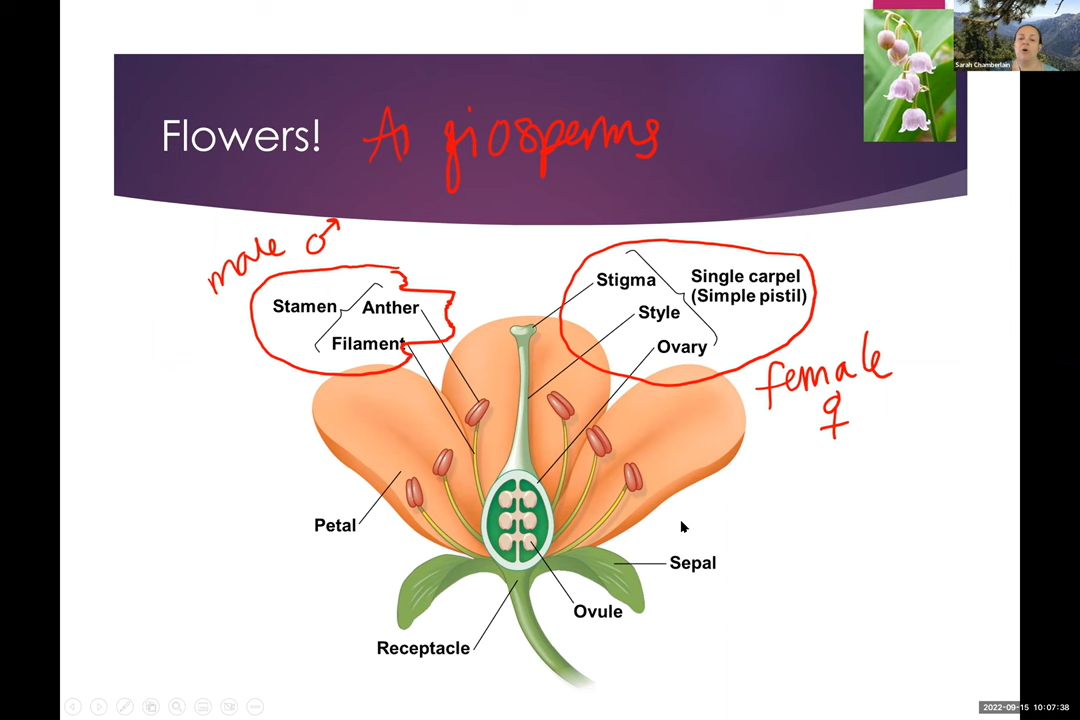 Sarah Chamberlain
Flowers! Angiosperms
male ♂
Stamen
Anther
Filament
Stigma
Style
Ovary
Single carpel
(Simple pistil)
female
♀
Petal
Sepal
Ovule
Receptacle
2022-09-15 10:07:38